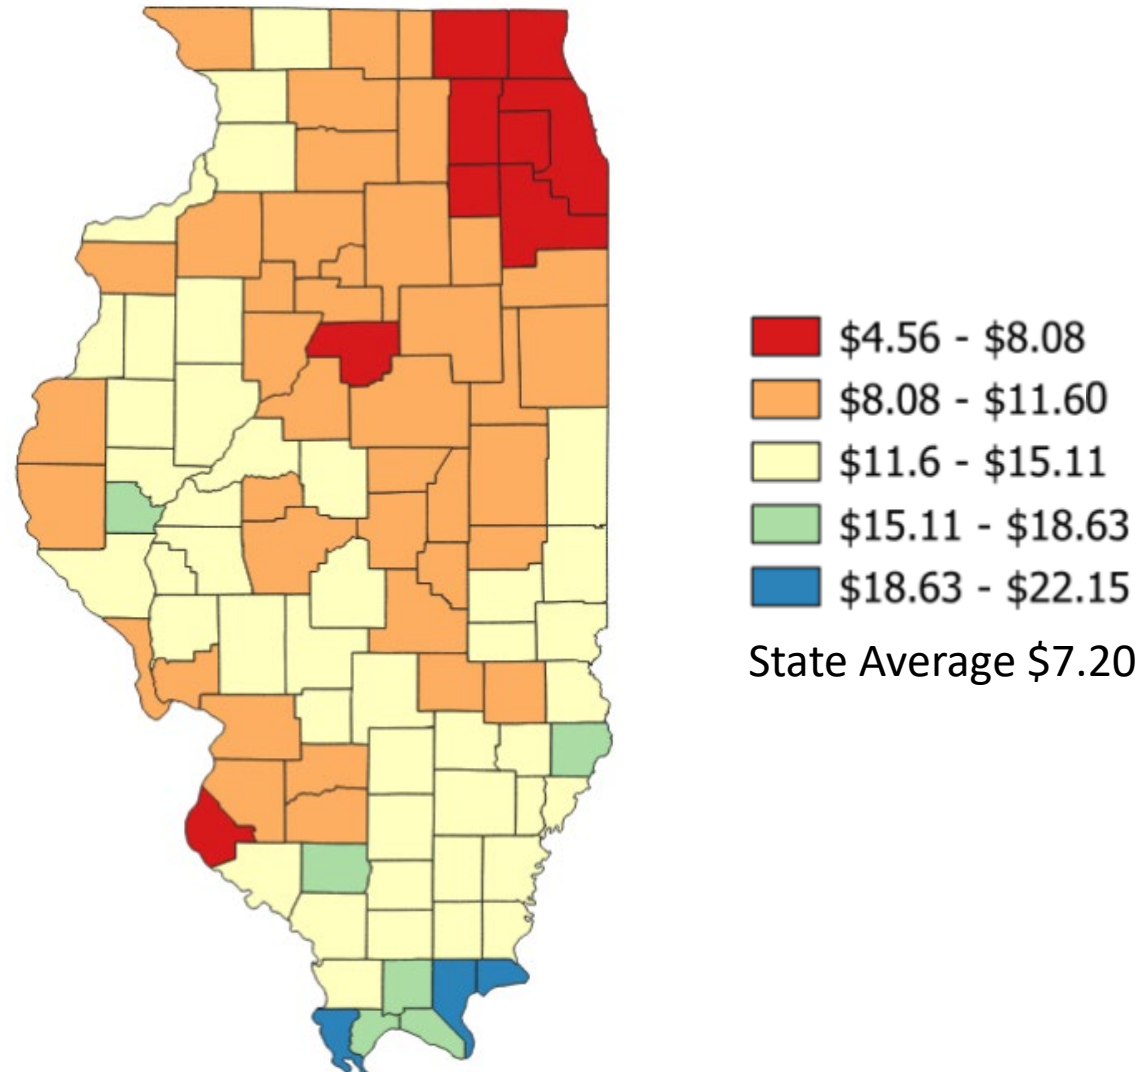 $4.56 - $8.08
$8.08 - $11.60
$11.6 - $15.11
$15.11 - $18.63
$18.63 - $22.15
State Average $7.20